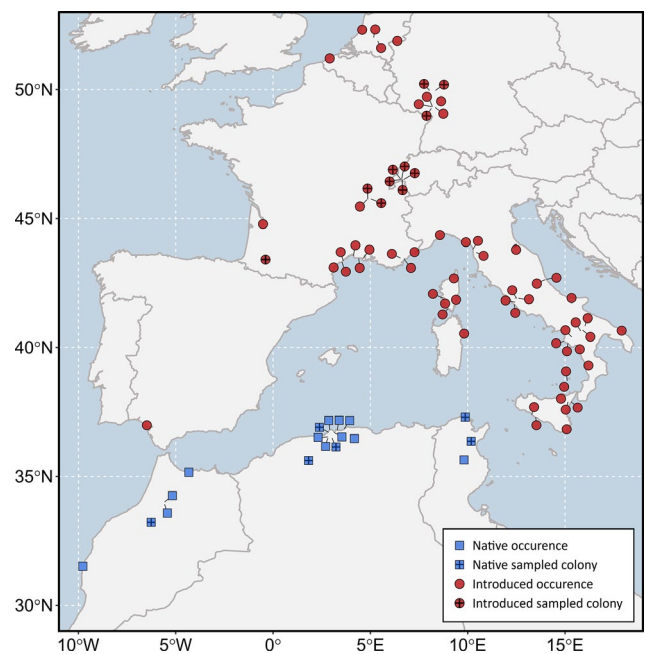 50°N
45°N
40°N
35°N
30°N
Native occurence
Native sampled colony
Introduced occurence
Introduced sampled colony
10°W
5°W
0°
5°E
10°E
15°E